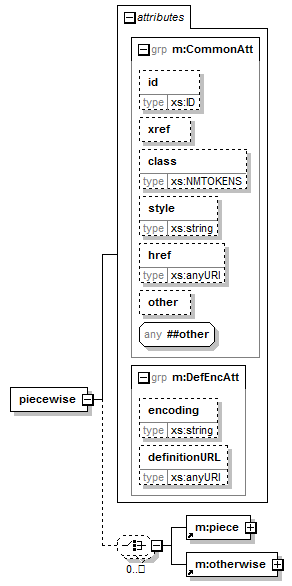 attributes
grp m:CommonAtt
id
type xs:ID
xref
class
type xs:NMTOKENS
style
type xs:string
href
type xs:anyURI
other
any ##other
piecewise
grp m:DefEncAtt
encoding
type xs:string
definitionURL
type xs:anyURI
m:piece
0..□
m:otherwise